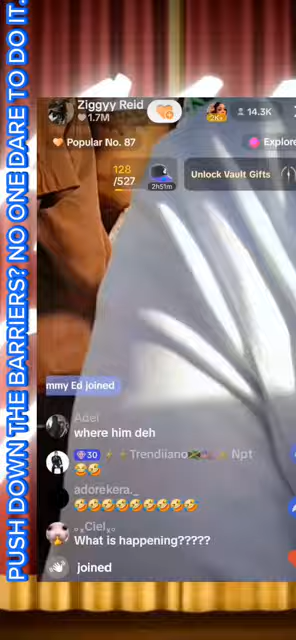 PUSH DOWN THE BARRIERS? NO ONE DARE TO DO IT.
Ziggyy Reid
1.7M
2K+
14.3K
Popular No. 87
Explore
128
/527
2h51m
Unlock Vault Gifts
mmy Ed joined
Adel
where him deh
30 ⚡⚡Trendiiano🇯🇲 Npt
😂🤣
adorekera._
🤣🤣🤣🤣🤣🤣🤣🤣🤣
Ciel
What is happening?????
joined